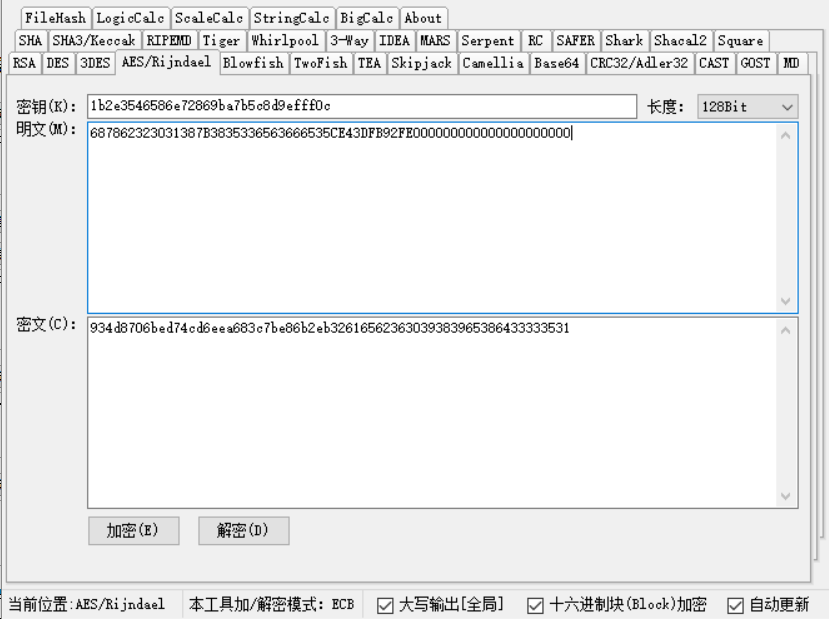 FileHash LogicCalc ScaleCalc StringCalc BigCalc About
SHA SHA3/Keccak RIPEMD Tiger Whirlpool 3-Way IDEA MARS Serpent RC SAFER Shark Shacal2 Square
RSA DES 3DES AES/Rijndael Blowfish TwoFish TEA Skipjack Camellia Base64 CRC32/Adler32 CAST GOST MD
密钥(K): 1b2e3546586e72869ba7b5c8d9efff0c 长度: 128Bit
明文(M): 687862323031387B3835336563666535CE43DFB92FE000000000000000000000
密文(C): 934d8706bed74cd6eea683c7be86b2eb32616562363039383965386433333531
加密(E) 解密(D)
当前位置:AES/Rijndael 本工具加/解密模式: ECB 大写输出[全局] 十六进制块(Block)加密 自动更新